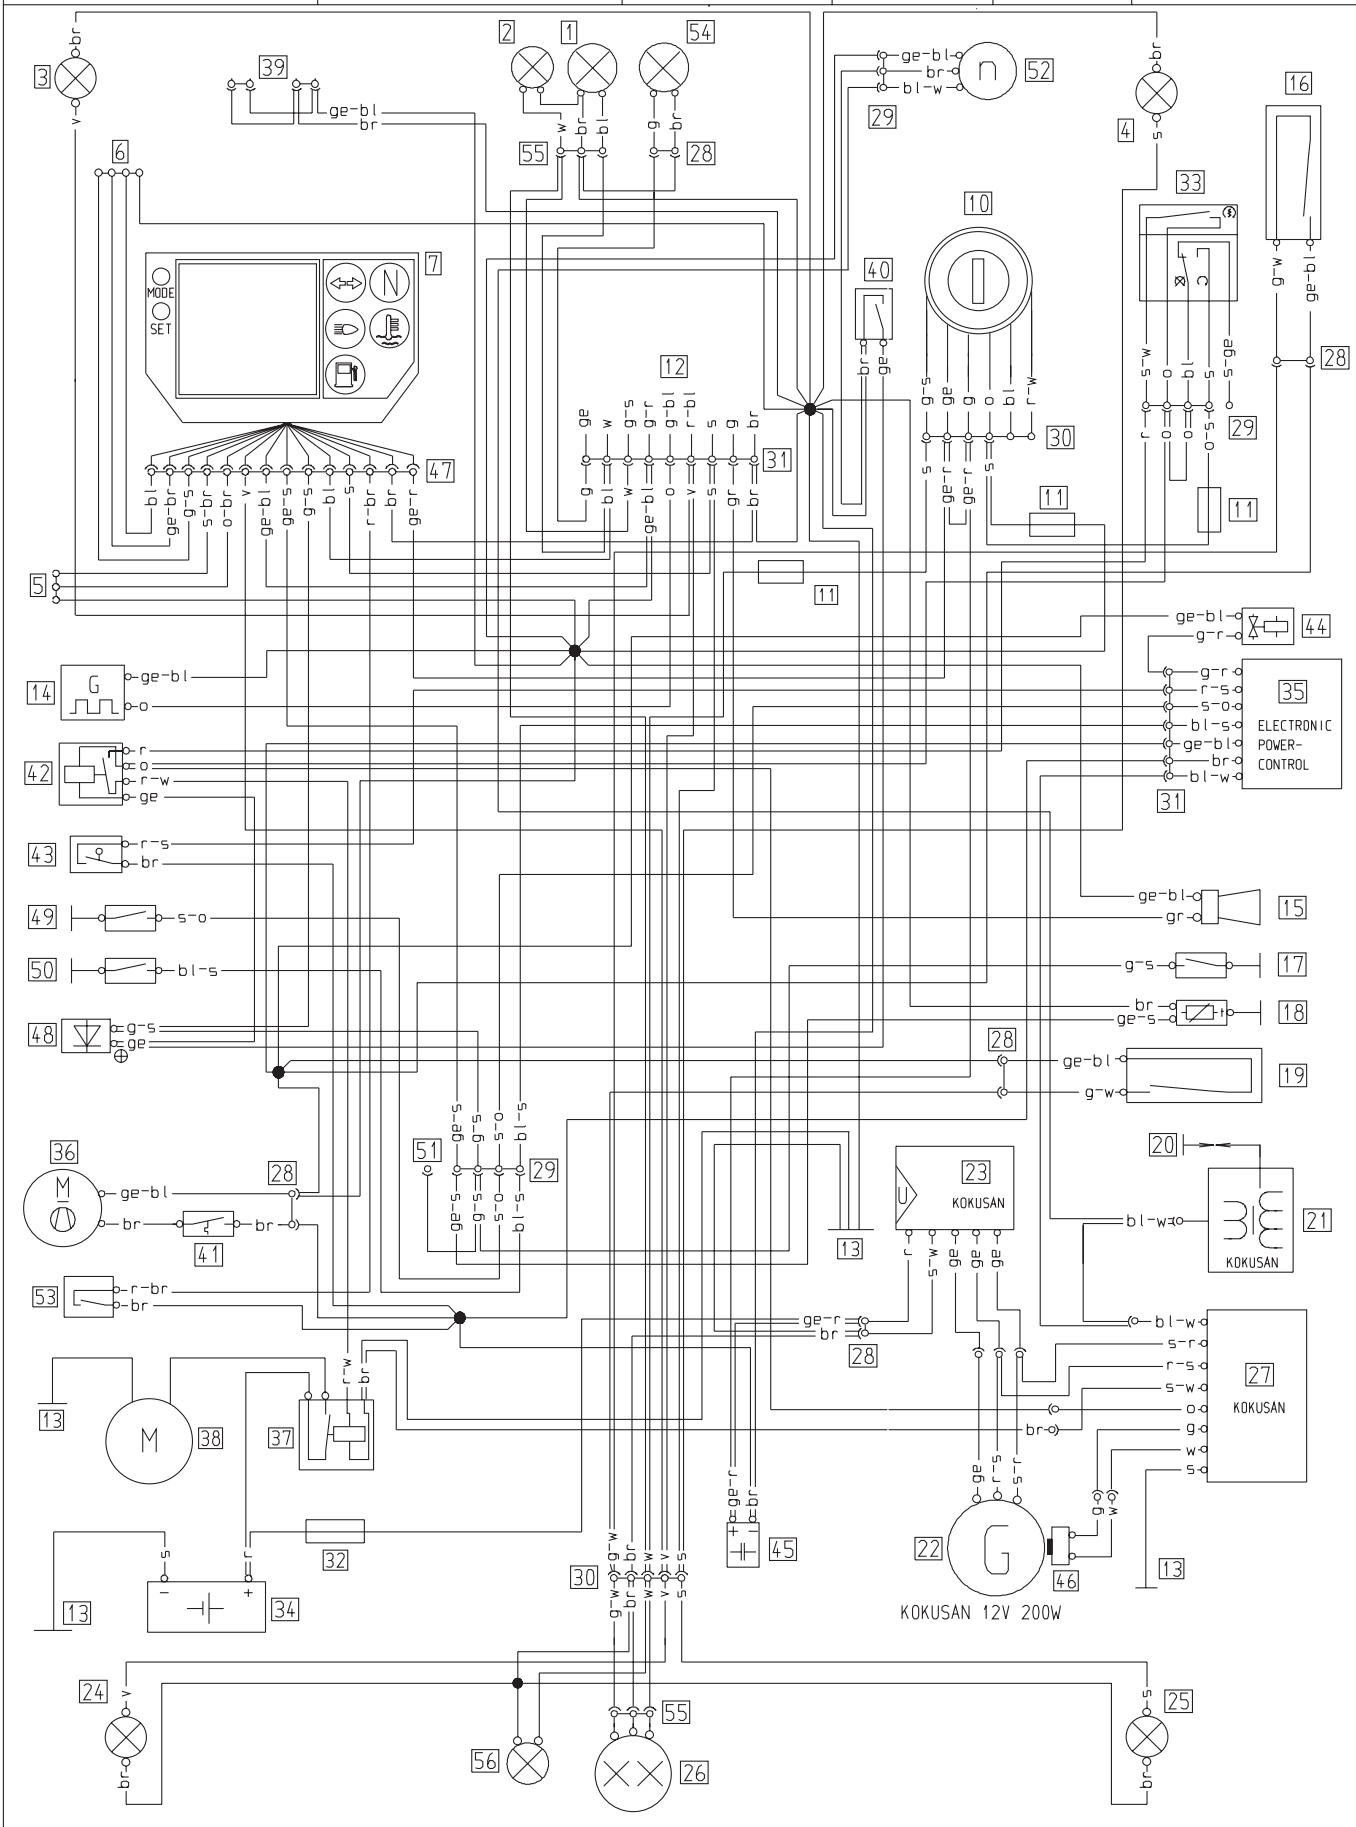 br
3
v
39
ge-bl
br
6
2
1
54
w
br
bl
g
br
55
28
ge-bl
br
bl-w
n
52
29
br
4
s
16
33
g-w
ge-bl
28
10
40
br
ge
g-s
ge
g
o
bl
r-w
30
s
ge-r
ge-r
s
11
s-w
o
bl
s
s-ge
29
r
o
o
s-o
11
7
MODE
SET
N
47
bl
ge-br
g-s
s-br
o-br
v
ge-bl
ge-s
g-s
bl
s
r-br
br
ge-r
12
ge
w
g-s
g-r
g-bl
r-bl
s
g
br
31
g
bl
w
ge-bl
o
v
s
gr
br
11
5
14
G
ge-bl
o
42
r
o
r-w
ge
43
r-s
br
49
s-o
50
bl-s
48
g-s
ge
ge-bl
g-r
44
g-r
r-s
s-o
bl-s
ge-bl
br
bl-w
35
ELECTRONIC
POWER-
CONTROL
31
ge-bl
gr
15
g-s
17
br
ge-s
t
18
28
ge-bl
g-w
19
36
M
ge-bl
br
28
br
41
53
r-br
br
51
s-ge
g-s
s-o
bl-s
29
ge-s
g-s
s-o
bl-s
13
U
23
KOKUSAN
r
s-w
ge
ge
ge
20
bl-w
21
KOKUSAN
ge-r
br
28
bl-w
s-r
r-s
s-w
o
g
w
s
27
KOKUSAN
br
13
M
38
r-w
br
37
32
s
r
-
+
34
13
ge-r
br
+
-
45
ge
s-r
s-r
22
G
g
w
46
13
KOKUSAN 12V 200W
30
g-w
br
w
v
s
g-w
br
w
v
s
24
v
br
56
55
26
25
s
br